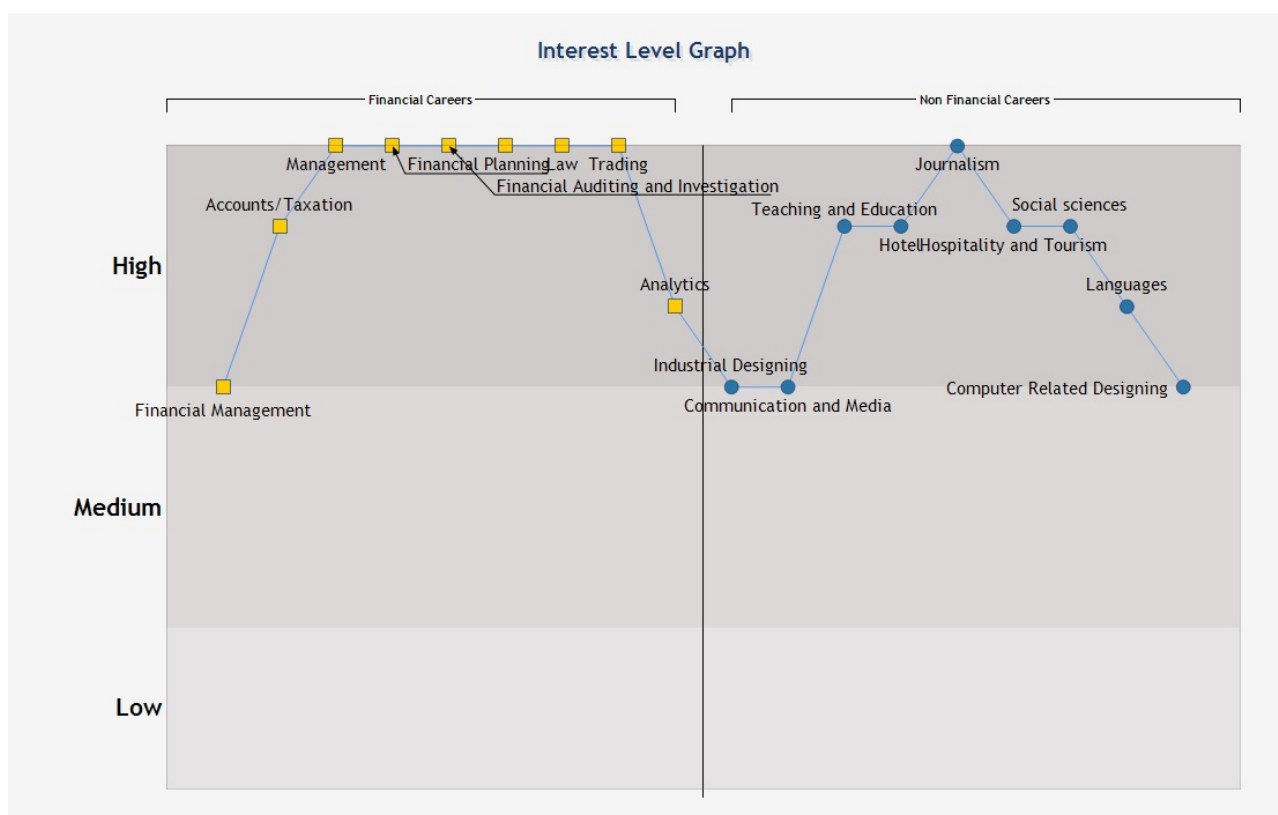 Interest Level Graph
Financial Careers
Non Financial Careers
Management
Financial Planning
Law
Trading
Journalism
Financial Auditing and Investigation
Accounts/Taxation
Teaching and Education
Social sciences
Hotel
Hospitality and Tourism
High
Analytics
Languages
Industrial Designing
Computer Related Designing
Financial Management
Communication and Media
Medium
Low